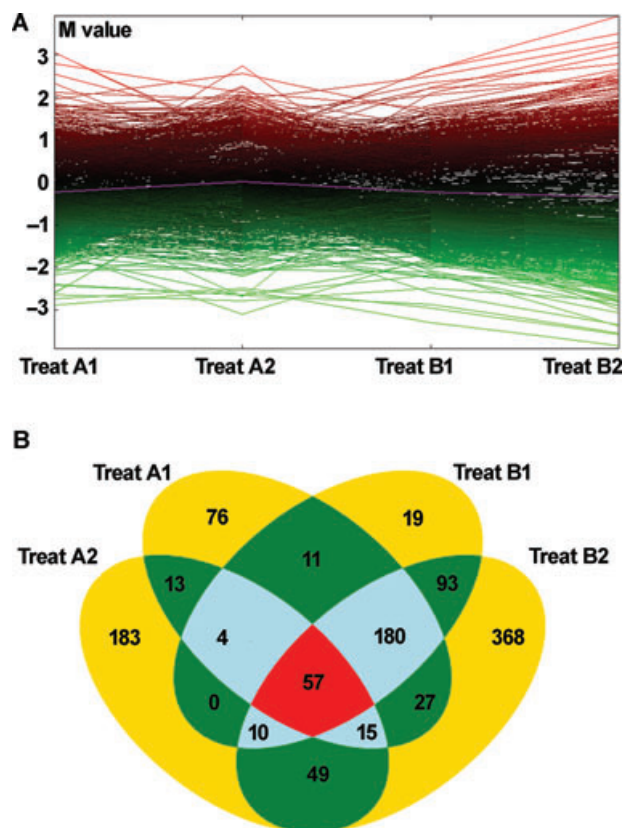 A
M value
3
2
1
0
–1
–2
–3
Treat A1 Treat A2 Treat B1 Treat B2
B
Treat A1 Treat B1
Treat A2 Treat B2
76 19
13 11 93
183 4 180 368
0 57 27
10 15
49